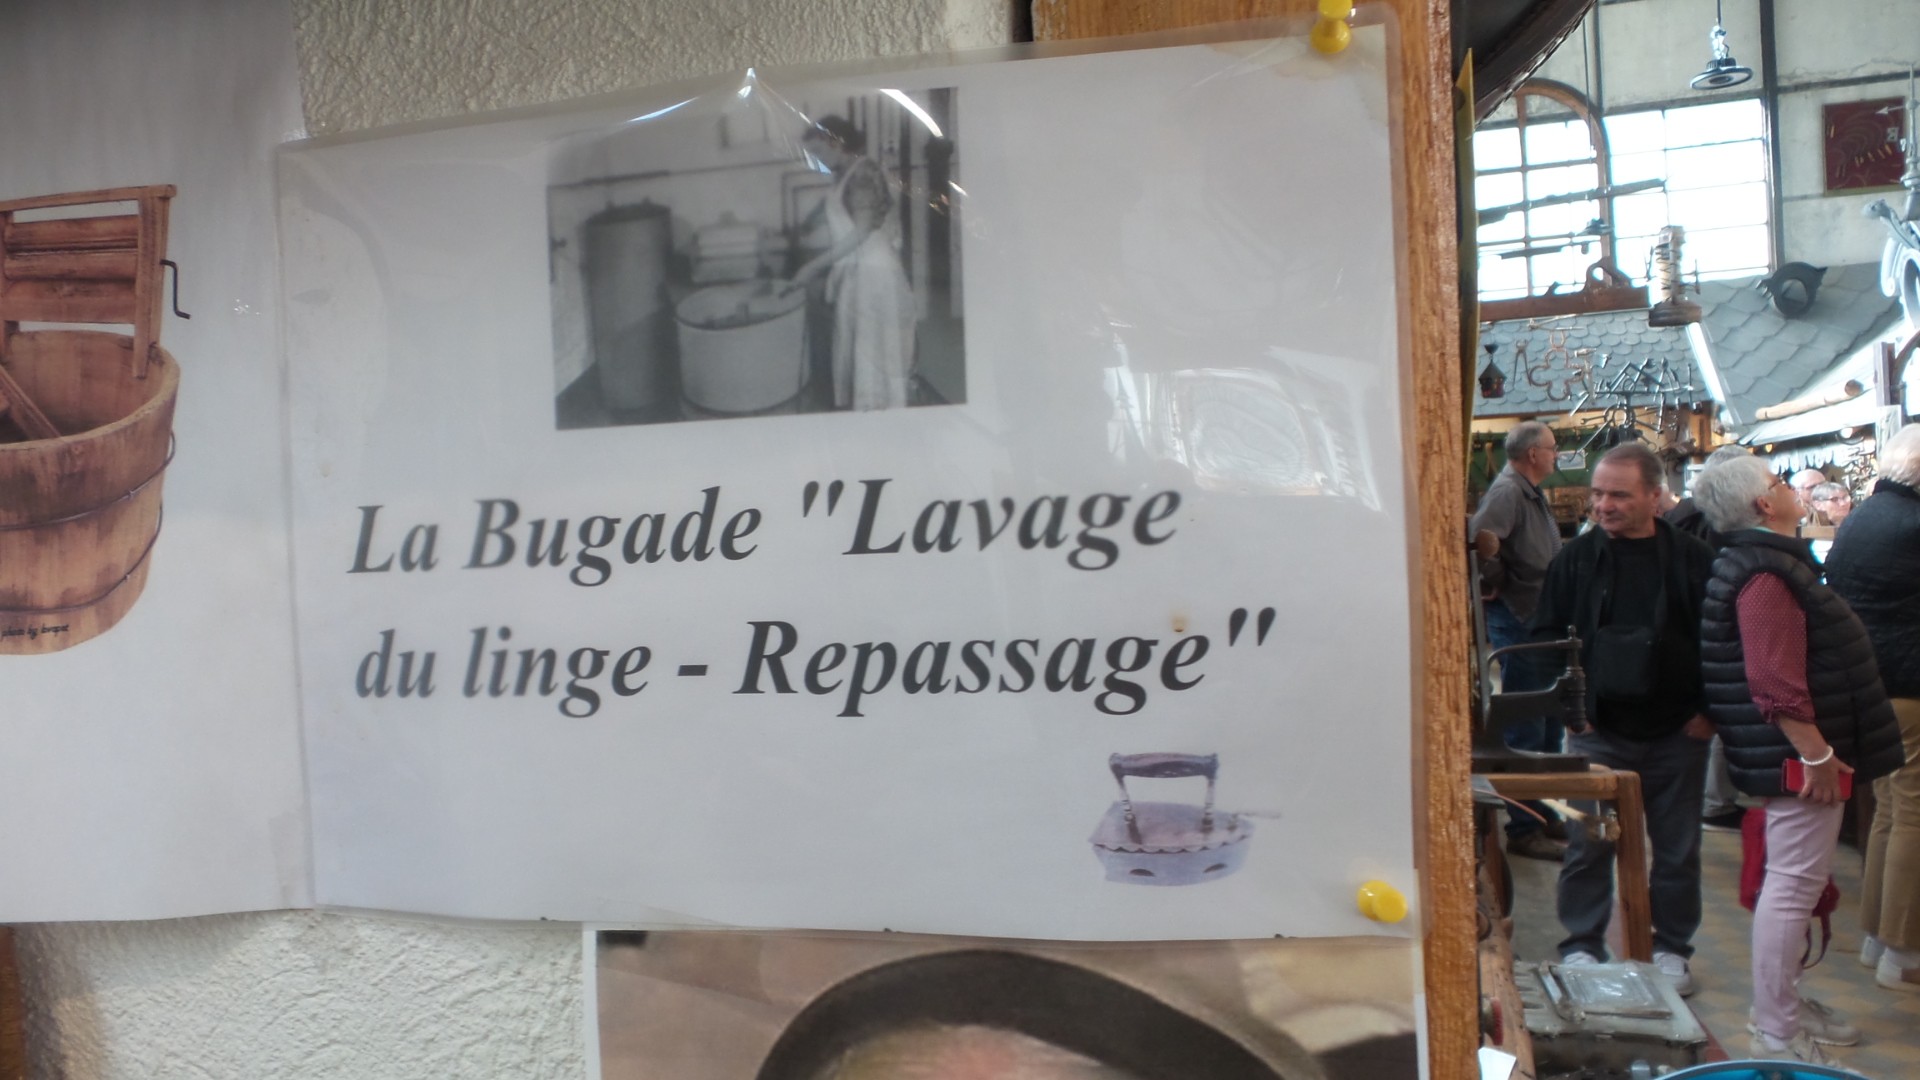 La Bugade "Lavage
du linge - Repassage"